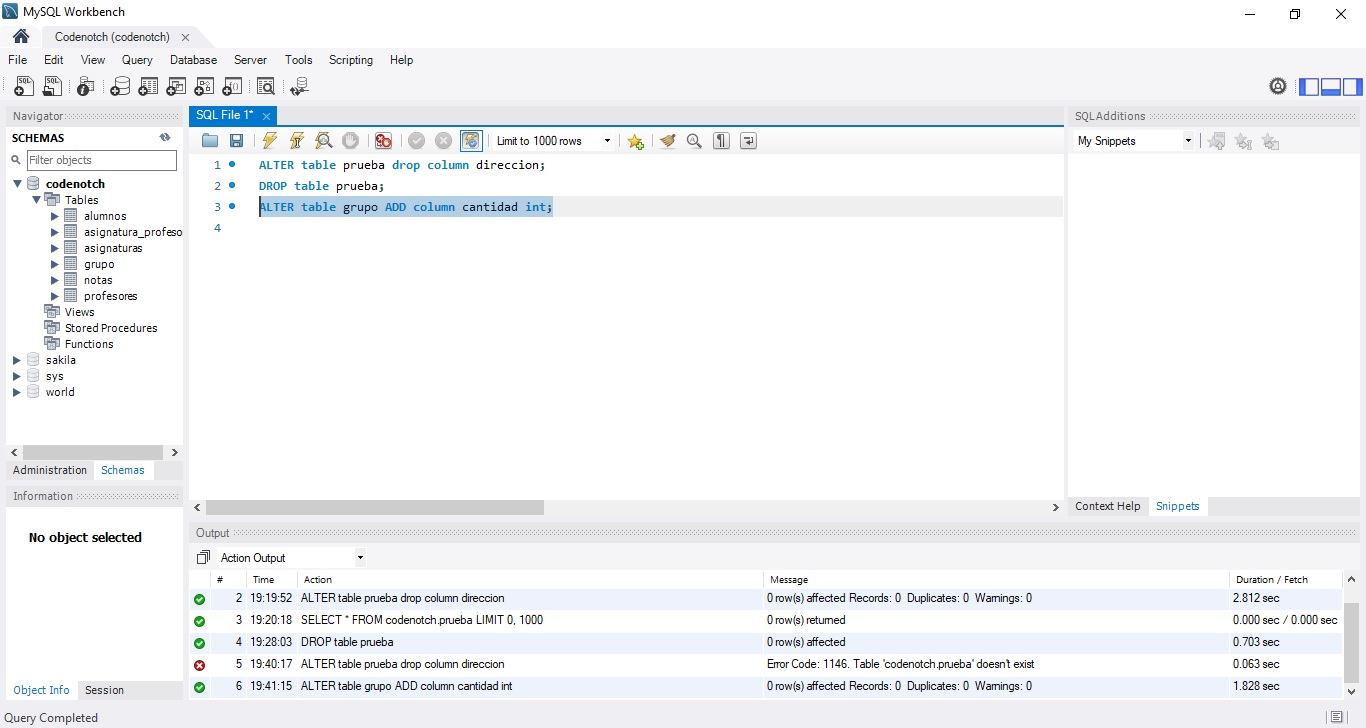 MySQL Workbench
Codenotch (codenotch)
File Edit View Query Database Server Tools Scripting Help
Navigator
SCHEMAS
Filter objects
codenotch
Tables
alumnos
asignatura_profeso
asignaturas
grupo
notas
profesores
Views
Stored Procedures
Functions
sakila
sys
world
Administration Schemas
Information
No object selected
Object Info Session
SQL File 1*
Limit to 1000 rows
1 ALTER table prueba drop column direccion;
2 DROP table prueba;
3 ALTER table grupo ADD column cantidad int;
4
SQLAdditions
My Snippets
Context Help Snippets
Output
Action Output
# Time Action Message Duration / Fetch
2 19:19:52 ALTER table prueba drop column direccion 0 row(s) affected Records: 0 Duplicates: 0 Warnings: 0 2.812 sec
3 19:20:18 SELECT * FROM codenotch.prueba LIMIT 0, 1000 0 row(s) returned 0.000 sec / 0.000 sec
4 19:28:03 DROP table prueba 0 row(s) affected 0.703 sec
5 19:40:17 ALTER table prueba drop column direccion Error Code: 1146. Table 'codenotch.prueba' doesn't exist 0.063 sec
6 19:41:15 ALTER table grupo ADD column cantidad int 0 row(s) affected Records: 0 Duplicates: 0 Warnings: 0 1.828 sec
Query Completed